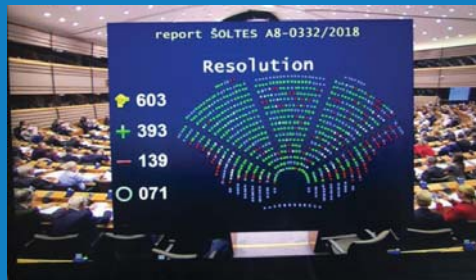 report ŠOLTES A8-0332/2018
Resolution
603
+ 393
- 139
071